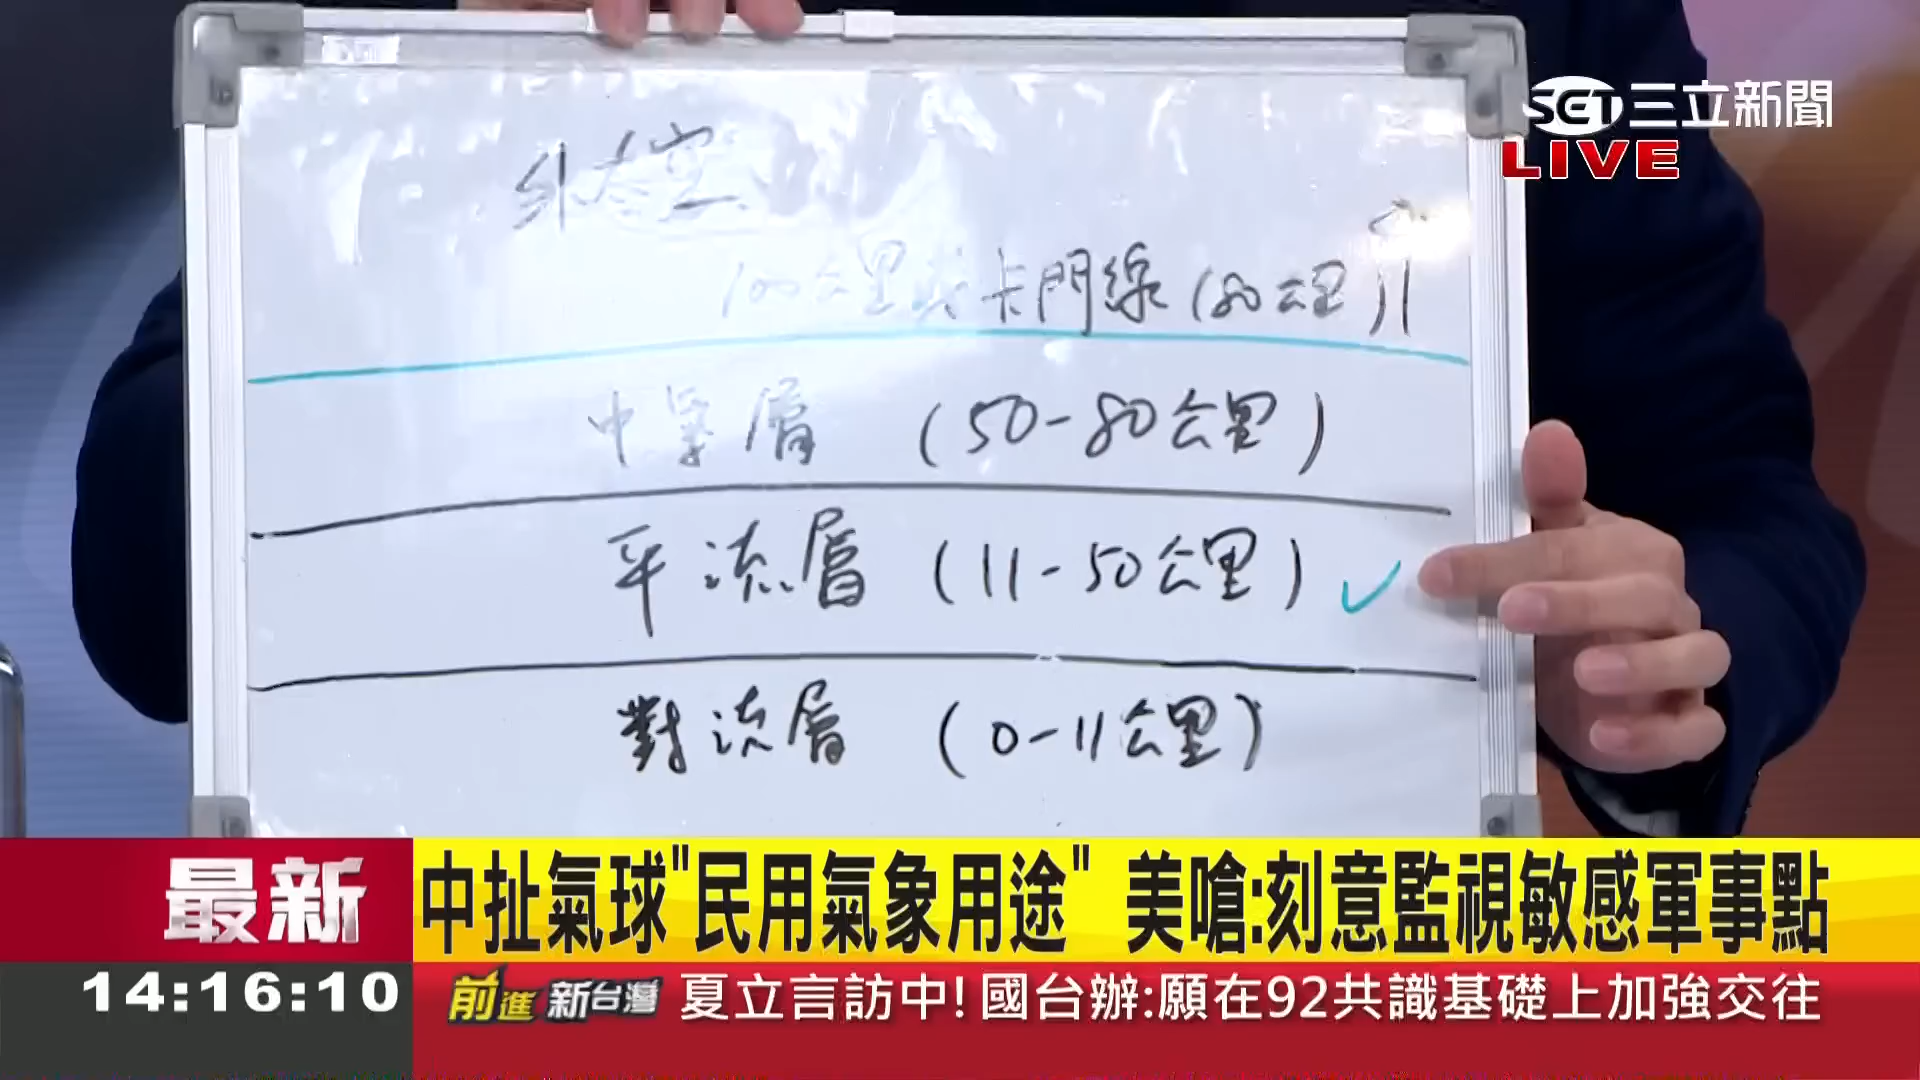 SET三立新聞
LIVE
外太空
100公里 卡門線(100公里)
中氣層 (50-80公里)
平流層 (11-50公里) ✓
對流層 (0-11公里)
最新
中扯氣球"民用氣象用途" 美嗆:刻意監視敏感軍事點
14:16:10
前進新台灣
夏立言訪中!國台辦:願在92共識基礎上加強交往